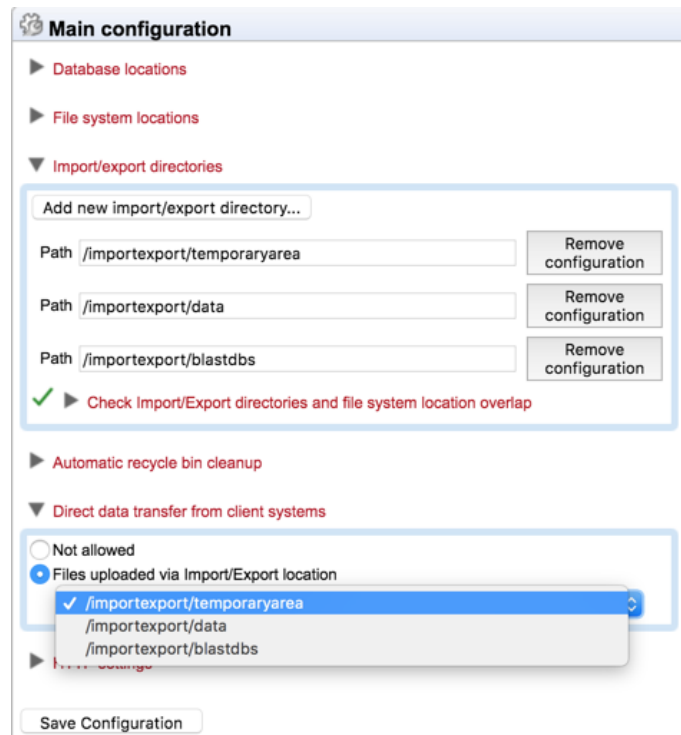 Main configuration
Database locations
File system locations
Import/export directories
Add new import/export directory...
Path /importexport/temporaryarea Remove configuration
Path /importexport/data Remove configuration
Path /importexport/blastdbs Remove configuration
Check Import/Export directories and file system location overlap
Automatic recycle bin cleanup
Direct data transfer from client systems
Not allowed
Files uploaded via Import/Export location
/importexport/temporaryarea
/importexport/data
/importexport/blastdbs
Save Configuration